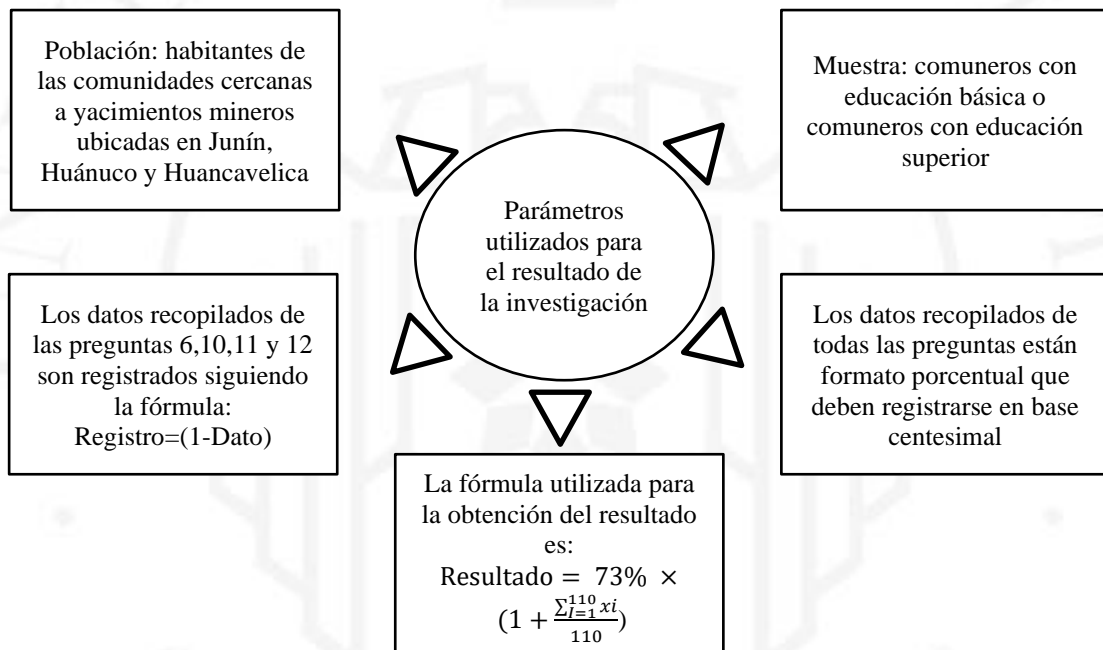 Población: habitantes de
las comunidades cercanas
a yacimientos mineros
ubicadas en Junín,
Huánuco y Huancavelica
Muestra: comuneros con
educación básica o
comuneros con educación
superior
Parámetros
utilizados para
el resultado de
la investigación
Los datos recopilados de
las preguntas 6,10,11 y 12
son registrados siguiendo
la fórmula:
Registro=(1-Dato)
Los datos recopilados de
todas las preguntas están
formato porcentual que
deben registrarse en base
centesimal
La fórmula utilizada para
la obtención del resultado
es:
Resultado = 73% ×
(1 + \frac{\sum_{I=1}^{110} xi}{110})